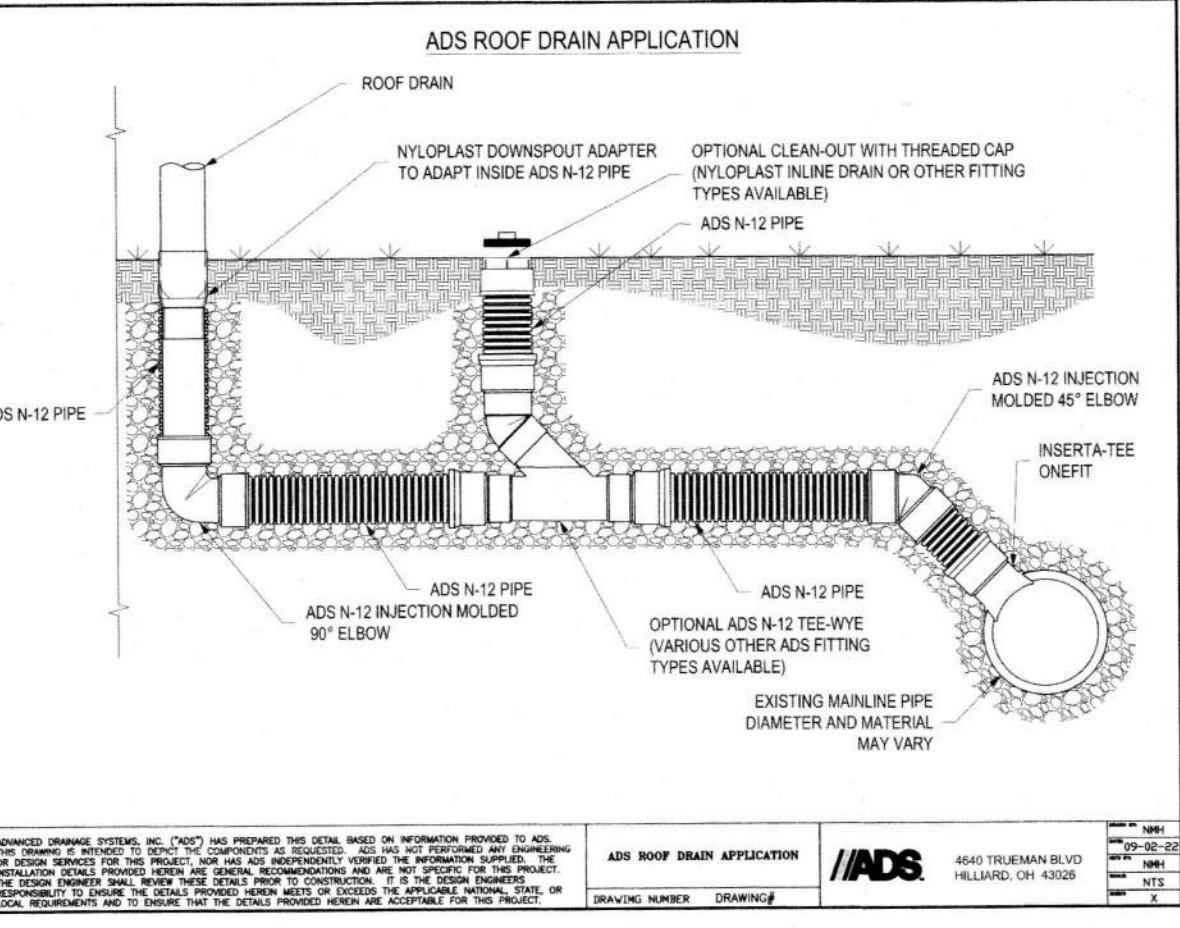 ADS ROOF DRAIN APPLICATION
ROOF DRAIN
NYLOPLAST DOWNSPOUT ADAPTER
TO ADAPT INSIDE ADS N-12 PIPE
OPTIONAL CLEAN-OUT WITH THREADED CAP
(NYLOPLAST INLINE DRAIN OR OTHER FITTING
TYPES AVAILABLE)
ADS N-12 PIPE
DS N-12 PIPE
ADS N-12 INJECTION
MOLDED 45° ELBOW
INSERTA-TEE
ONEFIT
ADS N-12 PIPE
ADS N-12 INJECTION MOLDED
90° ELBOW
ADS N-12 PIPE
OPTIONAL ADS N-12 TEE-WYE
(VARIOUS OTHER ADS FITTING
TYPES AVAILABLE)
EXISTING MAINLINE PIPE
DIAMETER AND MATERIAL
MAY VARY
ADVANCED DRAINAGE SYSTEMS, INC. ("ADS") HAS PREPARED THIS DETAIL BASED ON INFORMATION PROVIDED TO ADS.
THIS DRAWING IS INTENDED TO DEPICT THE COMPONENTS AS REQUESTED. ADS HAS NOT PERFORMED ANY ENGINEERING
OR DESIGN SERVICES FOR THIS PROJECT, NOR HAS ADS INDEPENDENTLY VERIFIED THE INFORMATION SUPPLIED. THE
INSTALLATION DETAILS PROVIDED HEREIN ARE GENERAL RECOMMENDATIONS AND ARE NOT SPECIFIC FOR THIS PROJECT.
THE DESIGN ENGINEER SHALL REVIEW THESE DETAILS PRIOR TO CONSTRUCTION. IT IS THE DESIGN ENGINEERS
RESPONSIBILITY TO ENSURE THE DETAILS PROVIDED HEREIN MEETS OR EXCEEDS THE APPLICABLE NATIONAL, STATE, OR
LOCAL REQUIREMENTS AND TO ENSURE THAT THE DETAILS PROVIDED HEREIN ARE ACCEPTABLE FOR THIS PROJECT.
ADS ROOF DRAIN APPLICATION
DRAWING NUMBER DRAWING#
ADS
4640 TRUEMAN BLVD
HILLIARD, OH 43026
NMH
09-02-22
NMH
NTS
X